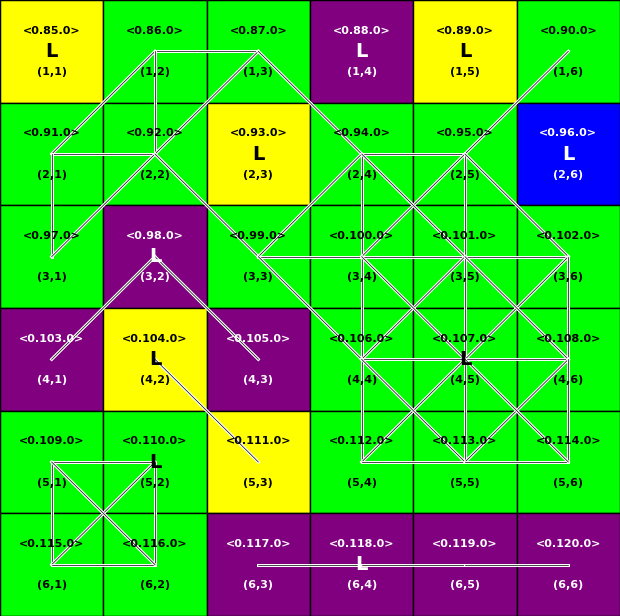 <0.85.0> <0.86.0> <0.87.0> <0.88.0> <0.89.0> <0.90.0>
L L L
(1,1) (1,2) (1,3) (1,4) (1,5) (1,6)
<0.91.0> <0.92.0> <0.93.0> <0.94.0> <0.95.0> <0.96.0>
L L
(2,1) (2,2) (2,3) (2,4) (2,5) (2,6)
<0.97.0> <0.98.0> <0.99.0> <0.100.0> <0.101.0> <0.102.0>
L
(3,1) (3,2) (3,3) (3,4) (3,5) (3,6)
<0.103.0> <0.104.0> <0.105.0> <0.106.0> <0.107.0> <0.108.0>
L L
(4,1) (4,2) (4,3) (4,4) (4,5) (4,6)
<0.109.0> <0.110.0> <0.111.0> <0.112.0> <0.113.0> <0.114.0>
L
(5,1) (5,2) (5,3) (5,4) (5,5) (5,6)
<0.115.0> <0.116.0> <0.117.0> <0.118.0> <0.119.0> <0.120.0>
L
(6,1) (6,2) (6,3) (6,4) (6,5) (6,6)